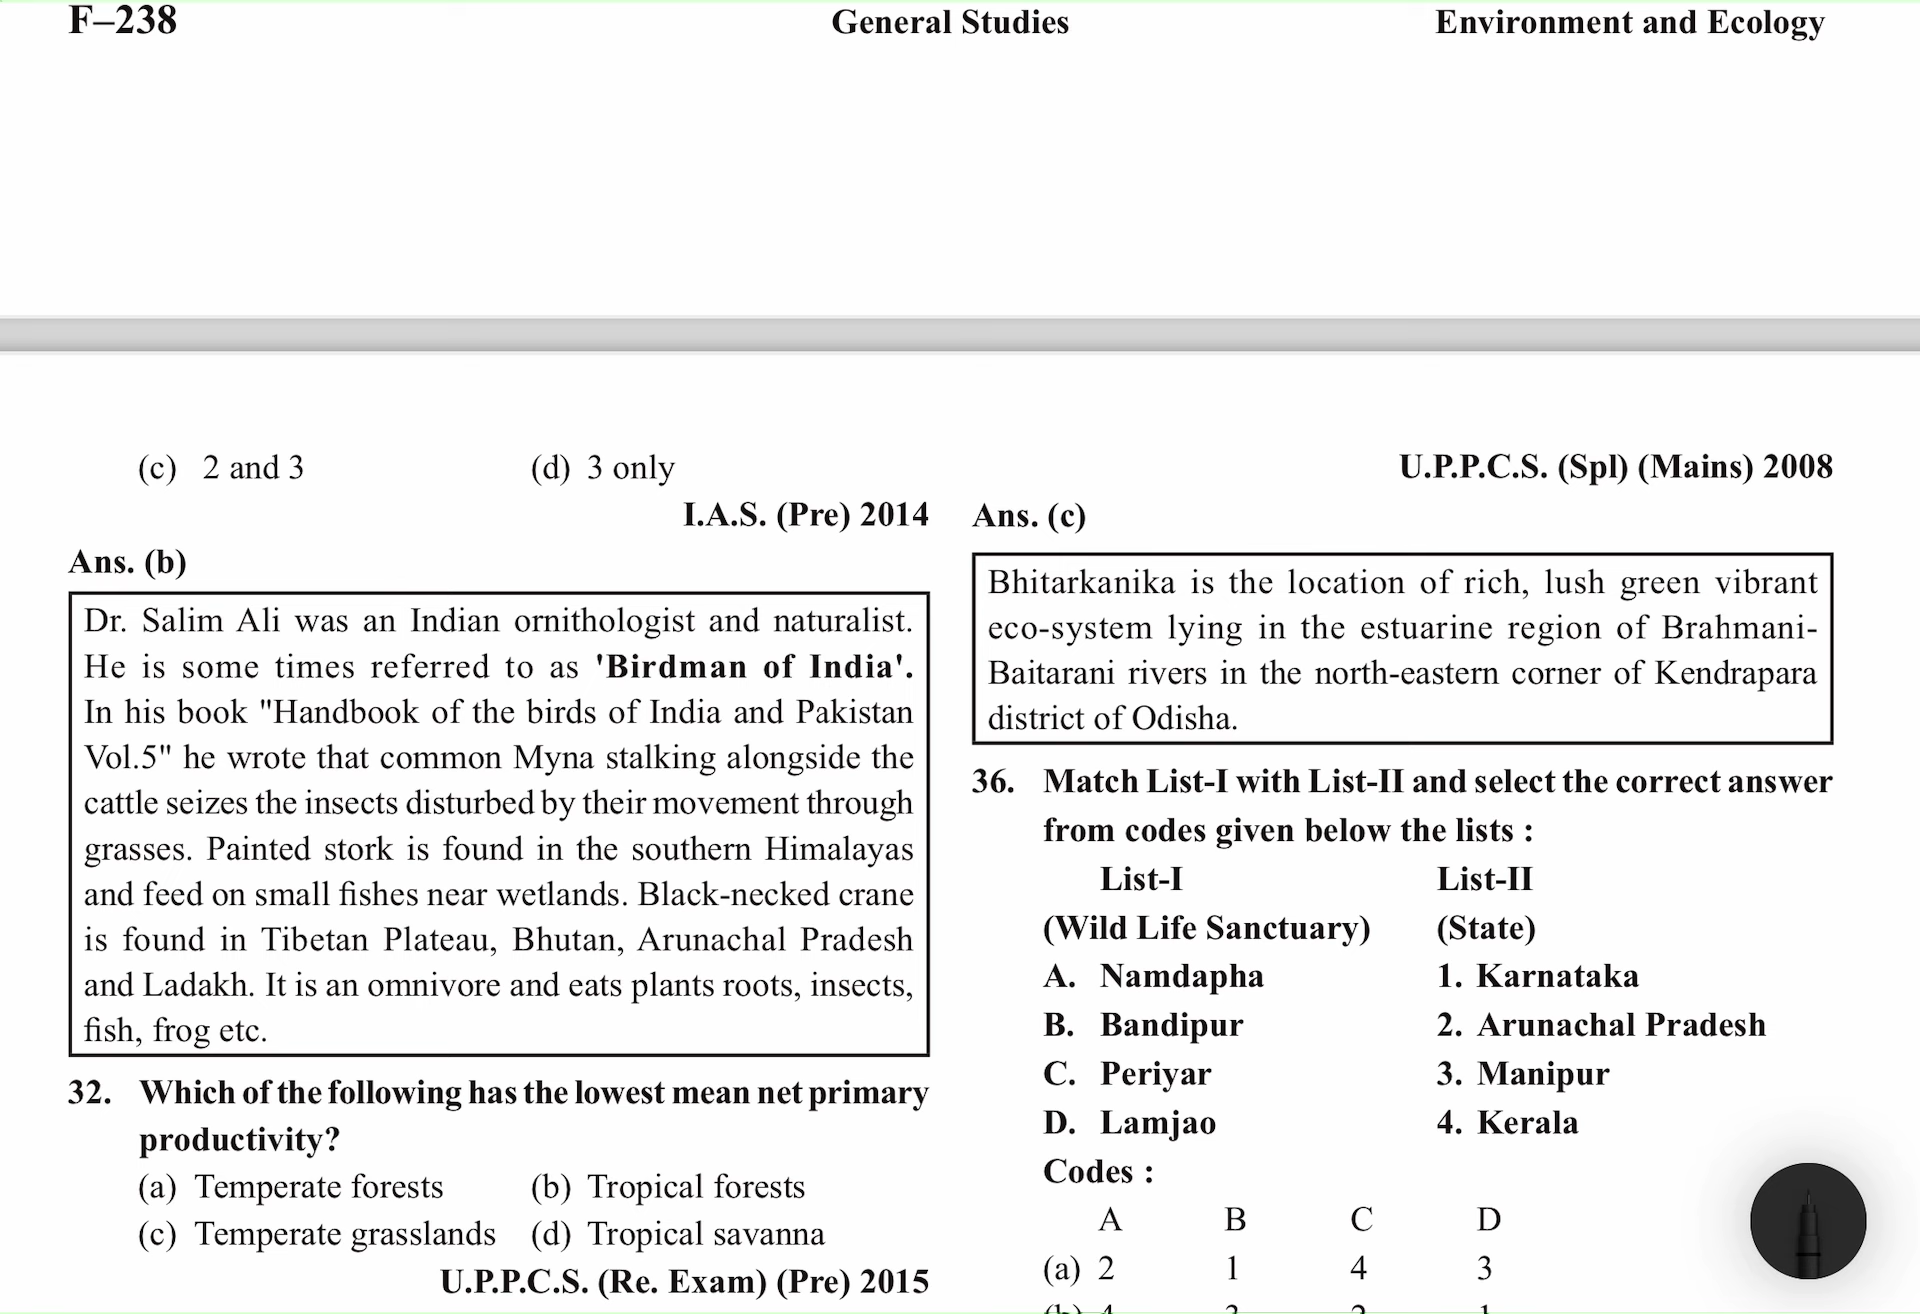 F–238 General Studies Environment and Ecology
(c) 2 and 3 (d) 3 only
I.A.S. (Pre) 2014
Ans. (b)
Dr. Salim Ali was an Indian ornithologist and naturalist.
He is some times referred to as 'Birdman of India'.
In his book "Handbook of the birds of India and Pakistan
Vol.5" he wrote that common Myna stalking alongside the
cattle seizes the insects disturbed by their movement through
grasses. Painted stork is found in the southern Himalayas
and feed on small fishes near wetlands. Black-necked crane
is found in Tibetan Plateau, Bhutan, Arunachal Pradesh
and Ladakh. It is an omnivore and eats plants roots, insects,
fish, frog etc.
32. Which of the following has the lowest mean net primary
productivity?
(a) Temperate forests (b) Tropical forests
(c) Temperate grasslands (d) Tropical savanna
U.P.P.C.S. (Re. Exam) (Pre) 2015
U.P.P.C.S. (Spl) (Mains) 2008
Ans. (c)
Bhitarkanika is the location of rich, lush green vibrant
eco-system lying in the estuarine region of Brahmani-
Baitarani rivers in the north-eastern corner of Kendrapara
district of Odisha.
36. Match List-I with List-II and select the correct answer
from codes given below the lists :
List-I List-II
(Wild Life Sanctuary) (State)
A. Namdapha 1. Karnataka
B. Bandipur 2. Arunachal Pradesh
C. Periyar 3. Manipur
D. Lamjao 4. Kerala
Codes :
A B C D
(a) 2 1 4 3